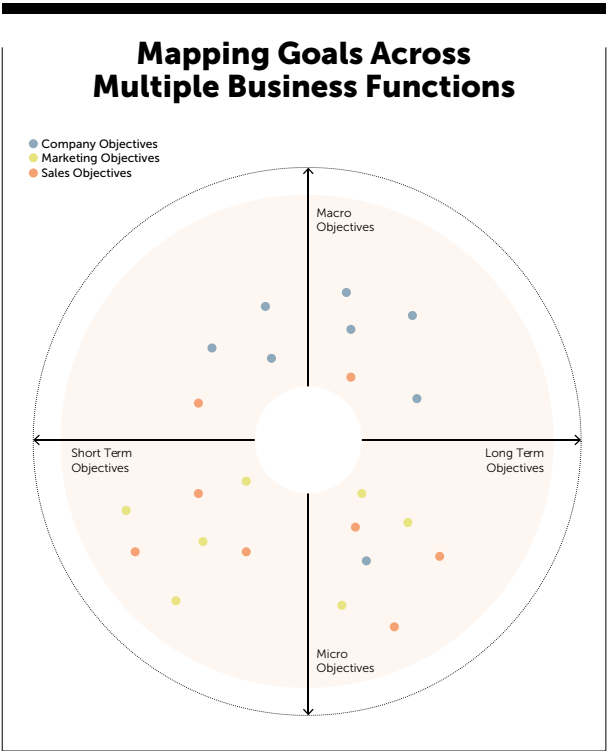 Mapping Goals Across
Multiple Business Functions
Company Objectives
Marketing Objectives
Sales Objectives
Macro
Objectives
Short Term
Objectives
Long Term
Objectives
Micro
Objectives